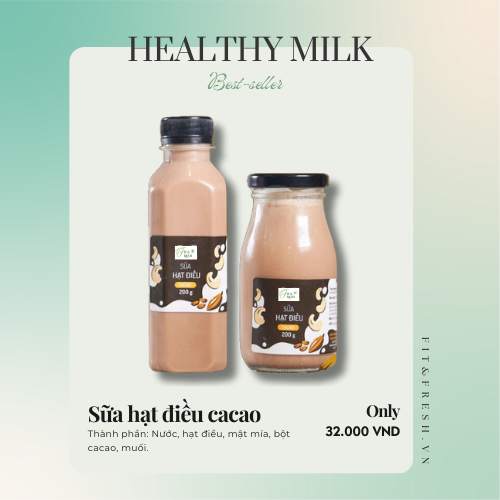 HEALTHY MILK
Best-seller
SỮA
HẠT ĐIỀU
200 g
SỮA
HẠT ĐIỀU
200 g
Sữa hạt điều cacao
Thành phần: Nước, hạt điều, mật mía, bột
cacao, muối.
Only
32.000 VND
FIT&FRESH.VN